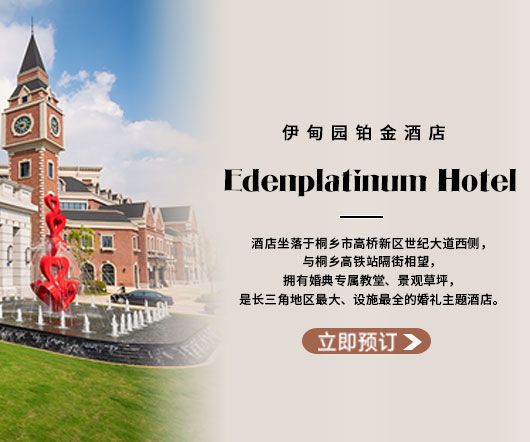 伊甸园铂金酒店
Edenplatinum Hotel
酒店坐落于桐乡市高桥新区世纪大道西侧，
与桐乡高铁站隔街相望，
拥有婚典专属教堂、景观草坪，
是长三角地区最大、设施最全的婚礼主题酒店。
立即预订